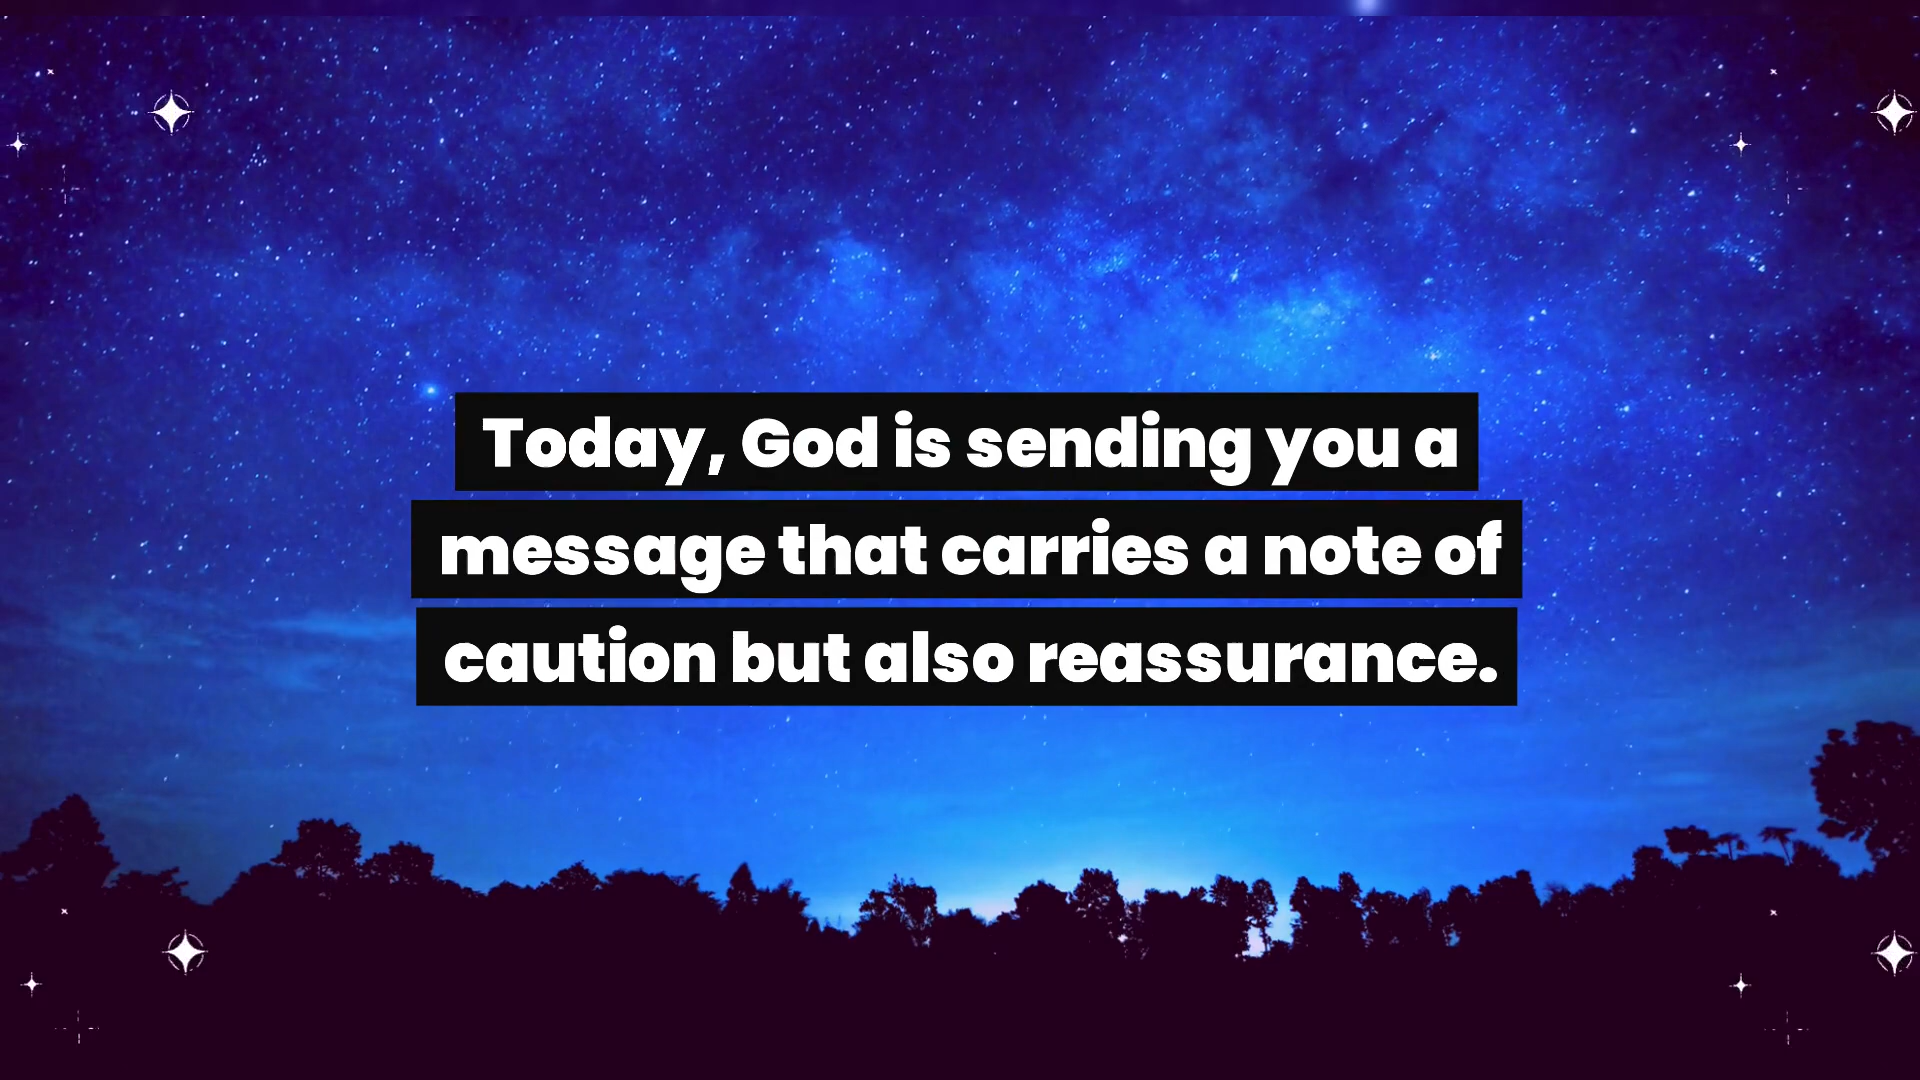 Today, God is sending you a
message that carries a note of
caution but also reassurance.